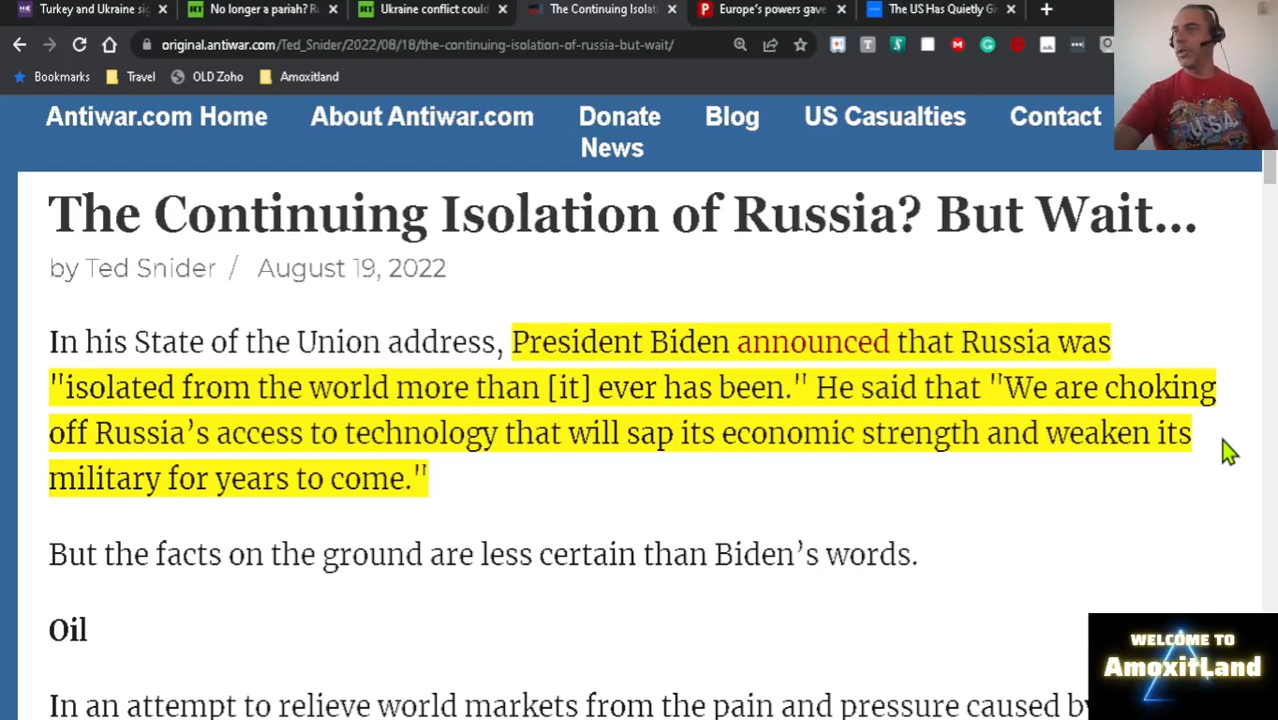 Turkey and Ukraine si
No longer a pariah? R
Ukraine conflict could
The Continuing Isolati
Europe's powers gave
The US Has Quietly Gi
original.antiwar.com/Ted_Snider/2022/08/18/the-continuing-isolation-of-russia-but-wait/
Bookmarks Travel OLD Zoho Amoxitland
Antiwar.com Home About Antiwar.com Donate Blog US Casualties Contact
News
U.S.A.
The Continuing Isolation of Russia? But Wait...
by Ted Snider / August 19, 2022
In his State of the Union address, President Biden announced that Russia was
"isolated from the world more than [it] ever has been." He said that "We are choking
off Russia’s access to technology that will sap its economic strength and weaken its
military for years to come."
But the facts on the ground are less certain than Biden’s words.
Oil
In an attempt to relieve world markets from the pain and pressure caused by
WELCOME TO
AmoxitLand